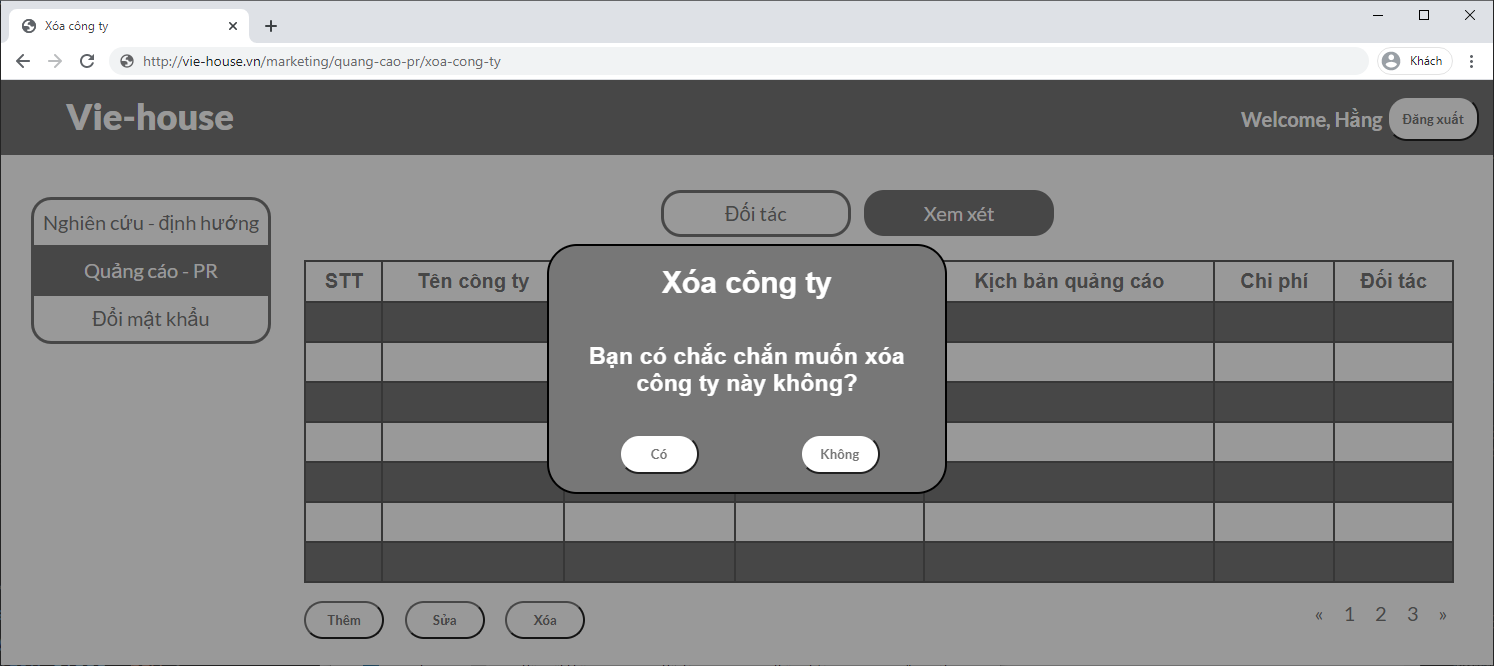 Xóa công ty
http://vie-house.vn/marketing/quang-cao-pr/xoa-cong-ty
Khách
Vie-house
Welcome, Hằng
Đăng xuất
Nghiên cứu - định hướng
Quảng cáo - PR
Đổi mật khẩu
Đối tác
Xem xét
STT
Tên công ty
Kịch bản quảng cáo
Chi phí
Đối tác
Xóa công ty
Bạn có chắc chắn muốn xóa
công ty này không?
Có
Không
Thêm
Sửa
Xóa
« 1 2 3 »